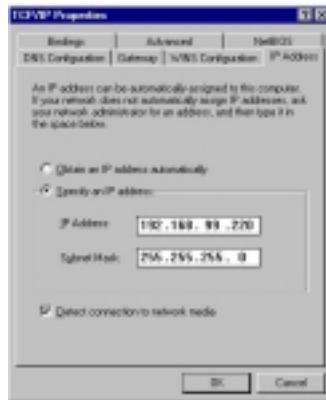 TCP/IP Properties
Bindings Advanced NetBIOS
DNS Configuration Gateway WINS Configuration IP Address
An IP address can be automatically assigned to this computer.
If your network does not automatically assign IP addresses, ask
your network administrator for an address, and then type it in
the space below.
Obtain an IP address automatically
Specify an IP address:
IP Address:
192.168. 99 .220
Subnet Mask:
255.255.255. 0
Detect connection to network media
OK Cancel